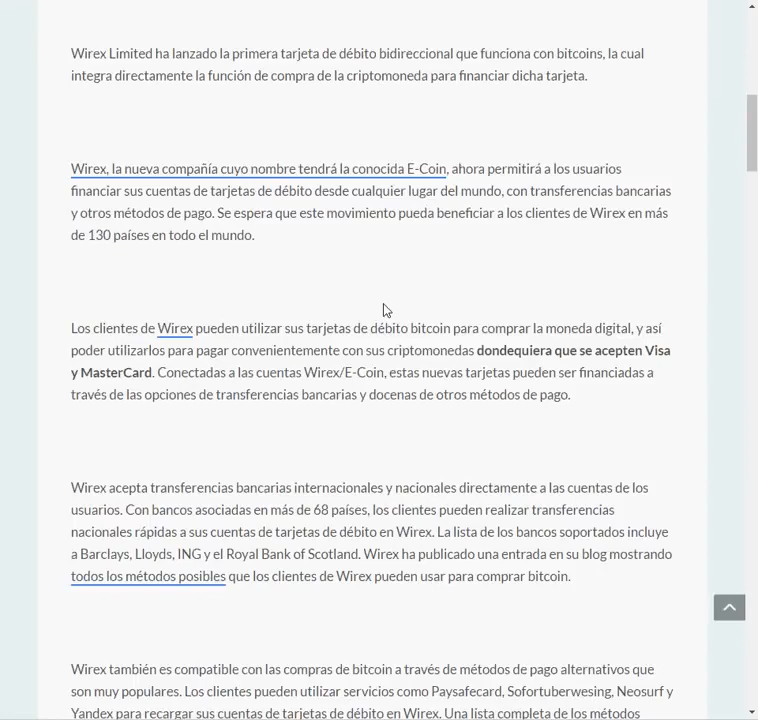 Wirex Limited ha lanzado la primera tarjeta de débito bidireccional que funciona con bitcoins, la cual
integra directamente la función de compra de la criptomoneda para financiar dicha tarjeta.
Wirex, la nueva compañía cuyo nombre tendrá la conocida E-Coin, ahora permitirá a los usuarios
financiar sus cuentas de tarjetas de débito desde cualquier lugar del mundo, con transferencias bancarias
y otros métodos de pago. Se espera que este movimiento pueda beneficiar a los clientes de Wirex en más
de 130 países en todo el mundo.
Los clientes de Wirex pueden utilizar sus tarjetas de débito bitcoin para comprar la moneda digital, y así
poder utilizarlos para pagar convenientemente con sus criptomonedas dondequiera que se acepten Visa
y MasterCard. Conectadas a las cuentas Wirex/E-Coin, estas nuevas tarjetas pueden ser financiadas a
través de las opciones de transferencias bancarias y docenas de otros métodos de pago.
Wirex acepta transferencias bancarias internacionales y nacionales directamente a las cuentas de los
usuarios. Con bancos asociadas en más de 68 países, los clientes pueden realizar transferencias
nacionales rápidas a sus cuentas de tarjetas de débito en Wirex. La lista de los bancos soportados incluye
a Barclays, Lloyds, ING y el Royal Bank of Scotland. Wirex ha publicado una entrada en su blog mostrando
todos los métodos posibles que los clientes de Wirex pueden usar para comprar bitcoin.
Wirex también es compatible con las compras de bitcoin a través de métodos de pago alternativos que
son muy populares. Los clientes pueden utilizar servicios como Paysafecard, Sofortuberwesing, Neosurf y
Yandex para recargar sus cuentas de tarjetas de débito en Wirex. Una lista completa de los métodos